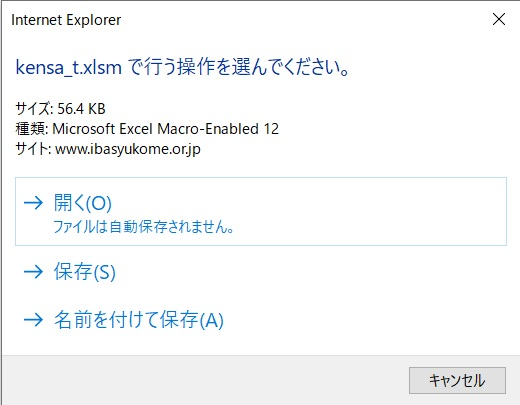 Internet Explorer
kensa_t.xlsm で行う操作を選んでください。
サイズ: 56.4 KB
種類: Microsoft Excel Macro-Enabled 12
サイト: www.ibasyukome.or.jp
開く(O)
ファイルは自動保存されません。
保存(S)
名前を付けて保存(A)
キャンセル